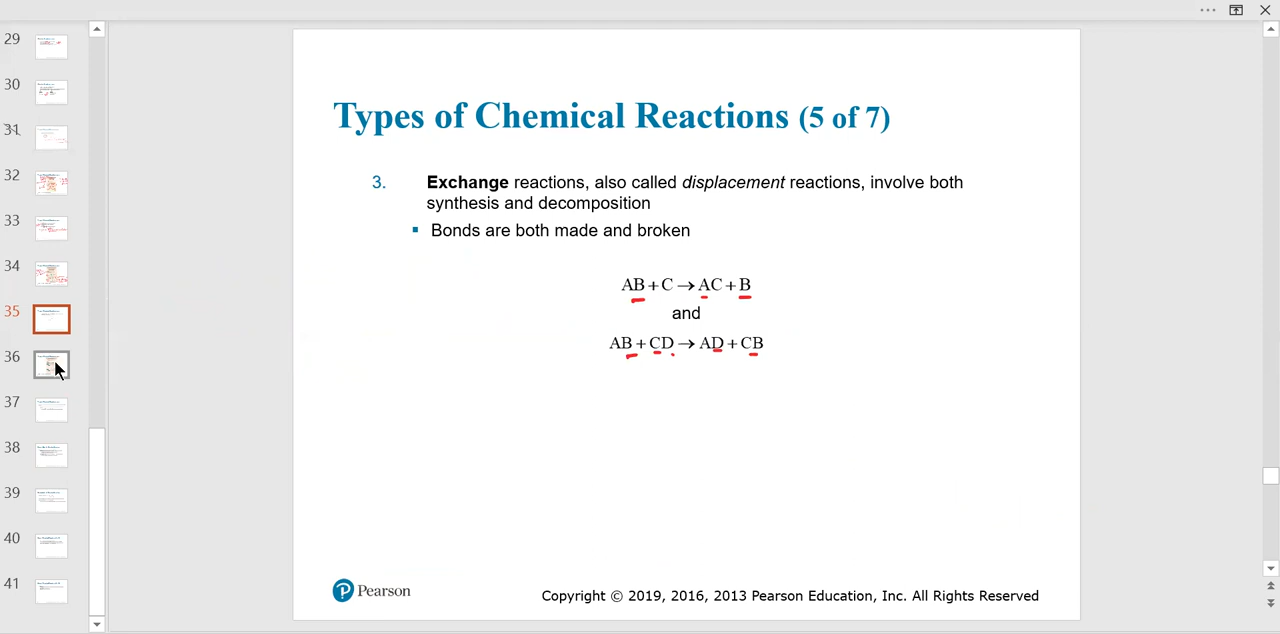 29
30
31
32
33
34
35
36
37
38
39
40
41
Types of Chemical Reactions (5 of 7)
3. Exchange reactions, also called displacement reactions, involve both
synthesis and decomposition
▪ Bonds are both made and broken
AB + C → AC + B
and
AB + CD → AD + CB
Pearson
Copyright © 2019, 2016, 2013 Pearson Education, Inc. All Rights Reserved